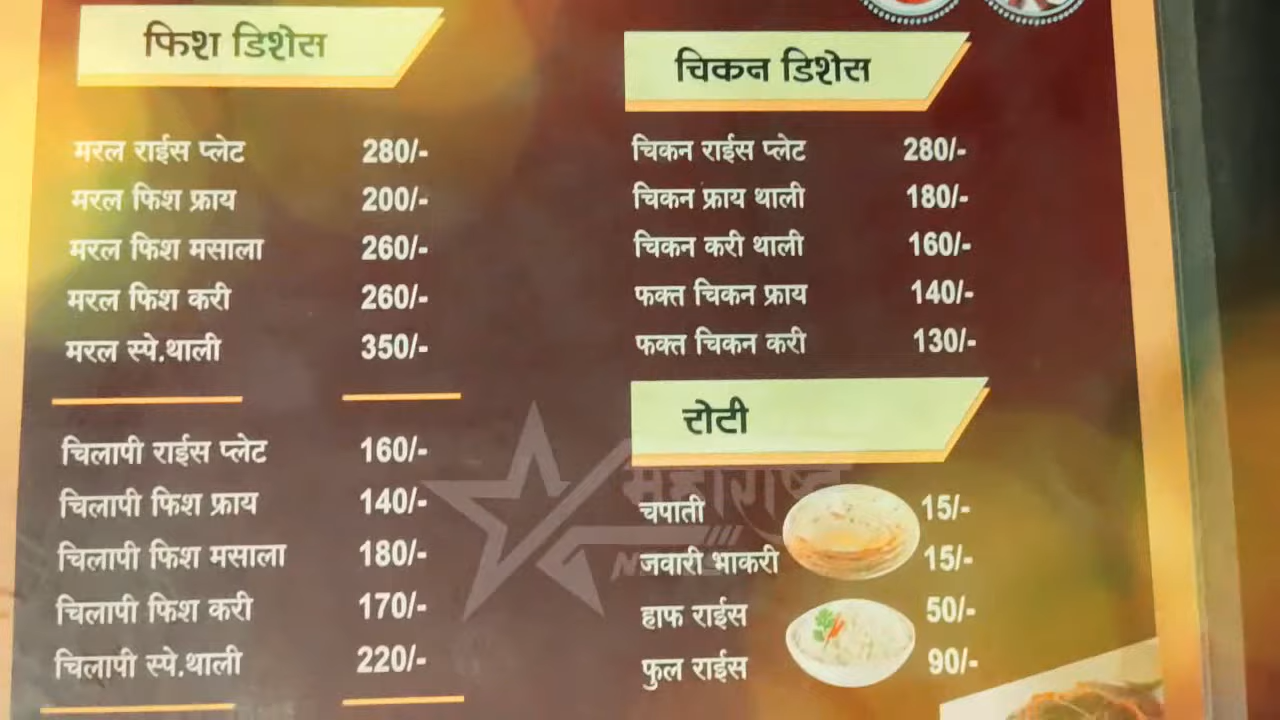 फिश डिशेस
मरल राईस प्लेट 280/-
मरल फिश फ्राय 200/-
मरल फिश मसाला 260/-
मरल फिश करी 260/-
मरल स्पे.थाली 350/-
चिलापी राईस प्लेट 160/-
चिलापी फिश फ्राय 140/-
चिलापी फिश मसाला 180/-
चिलापी फिश करी 170/-
चिलापी स्पे.थाली 220/-
चिकन डिशेस
चिकन राईस प्लेट 280/-
चिकन फ्राय थाली 180/-
चिकन करी थाली 160/-
फक्त चिकन फ्राय 140/-
फक्त चिकन करी 130/-
रोटी
चपाती 15/-
जवारी भाकरी 15/-
हाफ राईस 50/-
फुल राईस 90/-